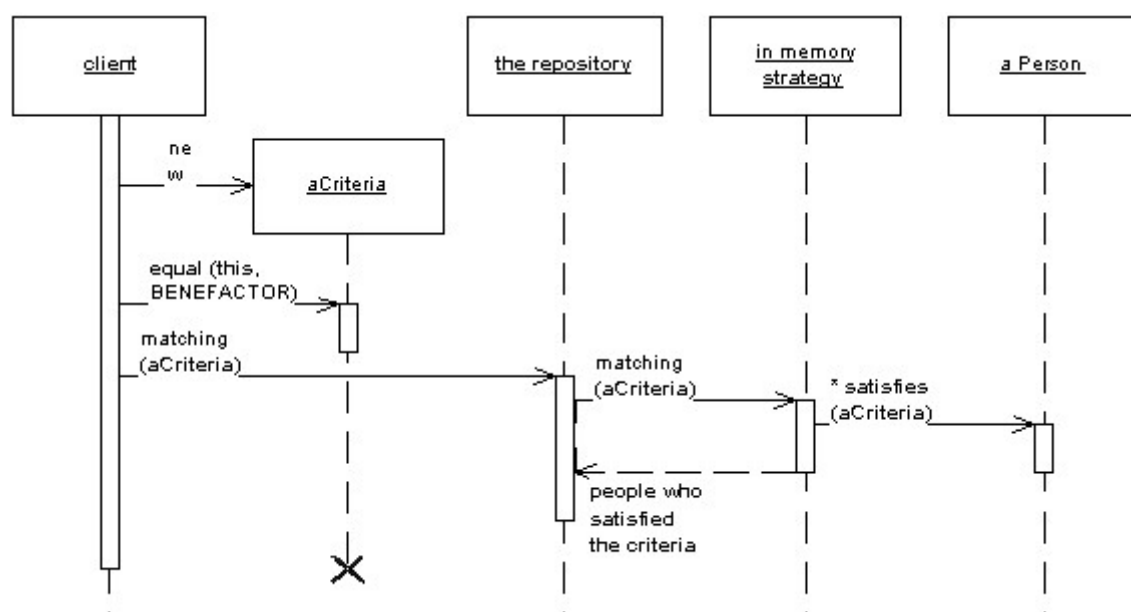 client
the repository
in memory
strategy
a Person
ne
w
aCriteria
equal (this,
BENEFACTOR)
matching
(aCriteria)
matching
(aCriteria)
* satisfies
(aCriteria)
people who
satisfied
the criteria